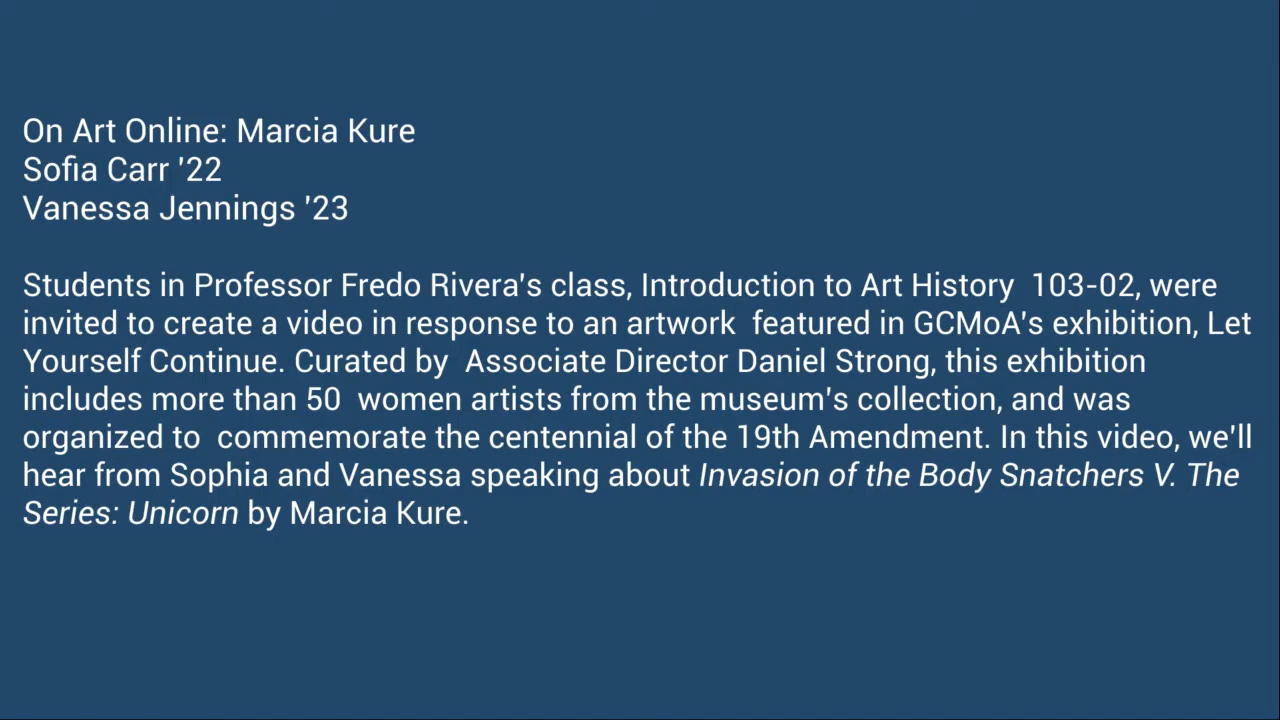 On Art Online: Marcia Kure
Sofia Carr '22
Vanessa Jennings '23
Students in Professor Fredo Rivera's class, Introduction to Art History  103-02, were
invited to create a video in response to an artwork  featured in GCMoA's exhibition, Let
Yourself Continue. Curated by  Associate Director Daniel Strong, this exhibition
includes more than 50  women artists from the museum's collection, and was
organized to  commemorate the centennial of the 19th Amendment. In this video, we'll
hear from Sophia and Vanessa speaking about Invasion of the Body Snatchers V. The
Series: Unicorn by Marcia Kure.